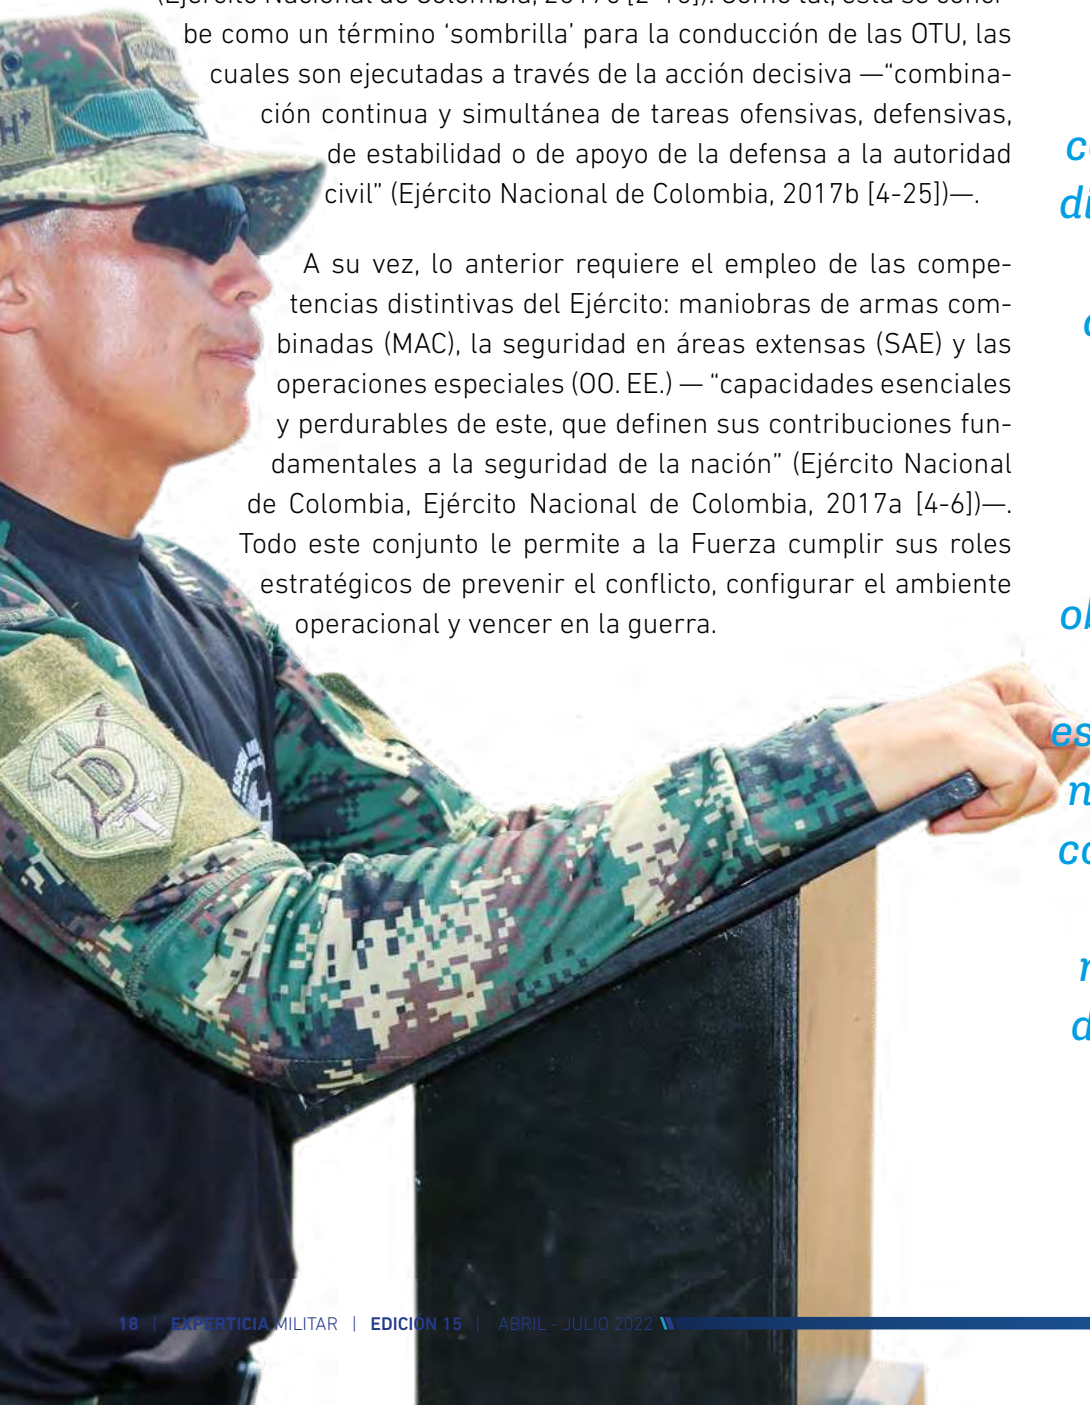 be como un término ‘sombrilla’ para la conducción de las OTU, las
cuales son ejecutadas a través de la acción decisiva —“combina-
ción continua y simultánea de tareas ofensivas, defensivas,
de estabilidad o de apoyo de la defensa a la autoridad
civil” (Ejército Nacional de Colombia, 2017b [4-25])—.
A su vez, lo anterior requiere el empleo de las compe-
tencias distintivas del Ejército: maniobras de armas com-
binadas (MAC), la seguridad en áreas extensas (SAE) y las
operaciones especiales (OO. EE.) — “capacidades esenciales
y perdurables de este, que definen sus contribuciones fun-
damentales a la seguridad de la nación” (Ejército Nacional
de Colombia, Ejército Nacional de Colombia, 2017a [4-6])—.
Todo este conjunto le permite a la Fuerza cumplir sus roles
estratégicos de prevenir el conflicto, configurar el ambiente
operacional y vencer en la guerra.
D
18 | EXPERTICIA MILITAR | EDICIÓN 15 | ABRIL - JULIO 2022